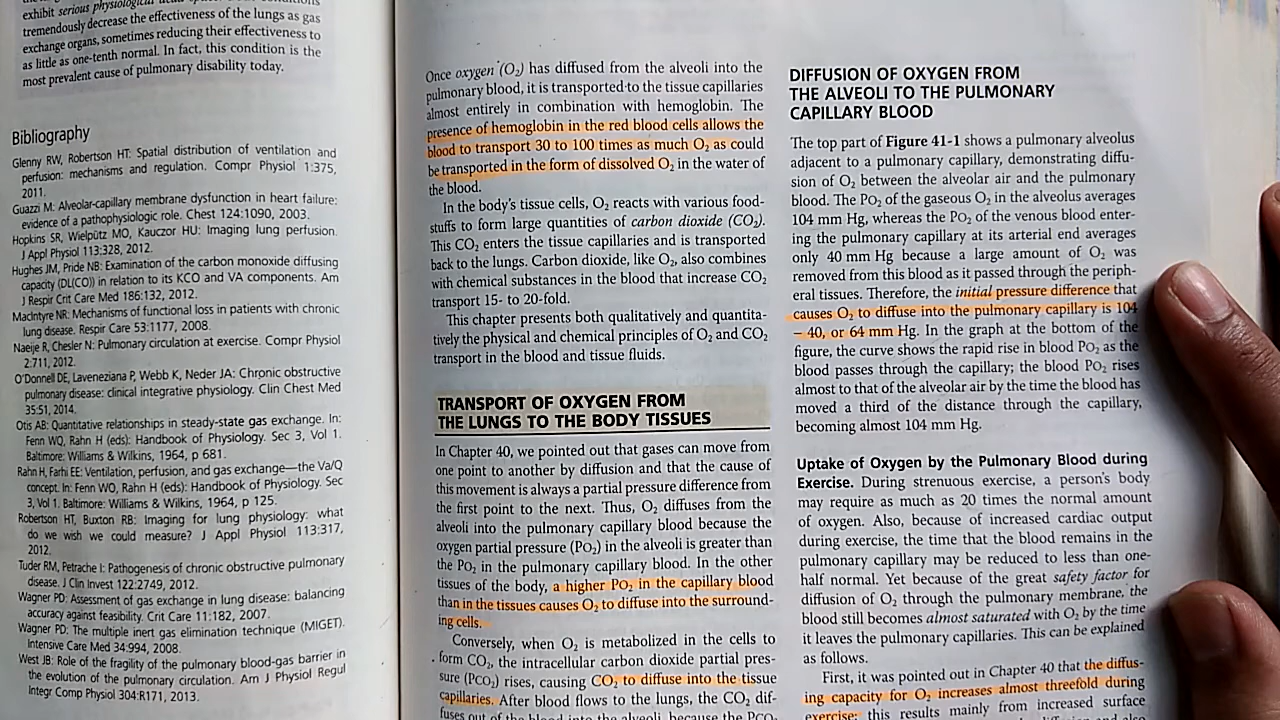 exhibit serious physiological
tremendously decrease the effectiveness of the lungs as gas
exchange organs, sometimes reducing their effectiveness to
as little as one-tenth normal. In fact, this condition is the
most prevalent cause of pulmonary disability today.
Bibliography
Glenny RW, Robertson HT: Spatial distribution of ventilation and
perfusion: mechanisms and regulation. Compr Physiol 1:375,
2011.
Guazzi M: Alveolar-capillary membrane dysfunction in heart failure:
evidence of a pathophysiologic role. Chest 124:1090, 2003.
Hopkins SR, Wielpütz MO, Kauczor HU: Imaging lung perfusion.
J Appl Physiol 113:328, 2012.
Hughes JM, Pride NB: Examination of the carbon monoxide diffusing
capacity (DL(CO)) in relation to its KCO and VA components. Am
J Respir Crit Care Med 186:132, 2012.
MacIntyre NR: Mechanisms of functional loss in patients with chronic
lung disease. Respir Care 53:1177, 2008.
Naeije R, Chesler N: Pulmonary circulation at exercise. Compr Physiol
2:711, 2012.
O'Donnell DE, Laveneziana P, Webb K, Neder JA: Chronic obstructive
pulmonary disease: clinical integrative physiology. Clin Chest Med
35:51, 2014.
Otis AB: Quantitative relationships in steady-state gas exchange. In:
Fenn WO, Rahn H (eds): Handbook of Physiology. Sec 3, Vol 1.
Baltimore: Williams & Wilkins, 1964, p 681.
Rahn H, Farhi EE: Ventilation, perfusion, and gas exchange—the Va/Q
concept. In: Fenn WO, Rahn H (eds): Handbook of Physiology. Sec
3, Vol 1. Baltimore: Williams & Wilkins, 1964, p 125.
Robertson HT, Buxton RB: Imaging for lung physiology: what
do we wish we could measure? J Appl Physiol 113:317,
2012.
Tuder RM, Petrache I: Pathogenesis of chronic obstructive pulmonary
disease. J Clin Invest 122:2749, 2012.
Wagner PD: Assessment of gas exchange in lung disease: balancing
accuracy against feasibility. Crit Care 11:182, 2007.
Wagner PD: The multiple inert gas elimination technique (MIGET).
Intensive Care Med 34:994, 2008.
West JB: Role of the fragility of the pulmonary blood-gas barrier in
the evolution of the pulmonary circulation. Am J Physiol Regul
Integr Comp Physiol 304:R171, 2013.
Once oxygen (O₂) has diffused from the alveoli into the
pulmonary blood, it is transported to the tissue capillaries
almost entirely in combination with hemoglobin. The
presence of hemoglobin in the red blood cells allows the
blood to transport 30 to 100 times as much O₂ as could
be transported in the form of dissolved O₂ in the water of
the blood.
In the body's tissue cells, O₂ reacts with various food-
stuffs to form large quantities of carbon dioxide (CO₂).
This CO₂ enters the tissue capillaries and is transported
back to the lungs. Carbon dioxide, like O₂, also combines
with chemical substances in the blood that increase CO₂
transport 15- to 20-fold.
This chapter presents both qualitatively and quantita-
tively the physical and chemical principles of O₂ and CO₂
transport in the blood and tissue fluids.
TRANSPORT OF OXYGEN FROM
THE LUNGS TO THE BODY TISSUES
In Chapter 40, we pointed out that gases can move from
one point to another by diffusion and that the cause of
this movement is always a partial pressure difference from
the first point to the next. Thus, O₂ diffuses from the
alveoli into the pulmonary capillary blood because the
oxygen partial pressure (PO₂) in the alveoli is greater than
the PO₂ in the pulmonary capillary blood. In the other
tissues of the body, a higher PO₂ in the capillary blood
than in the tissues causes O₂ to diffuse into the surround-
ing cells.
Conversely, when O₂ is metabolized in the cells to
form CO₂, the intracellular carbon dioxide partial pres-
sure (PCO₂) rises, causing CO₂ to diffuse into the tissue
capillaries. After blood flows to the lungs, the CO₂ dif-
fuses out of the blood into the alveoli, because the PCO₂
DIFFUSION OF OXYGEN FROM
THE ALVEOLI TO THE PULMONARY
CAPILLARY BLOOD
The top part of Figure 41-1 shows a pulmonary alveolus
adjacent to a pulmonary capillary, demonstrating diffu-
sion of O₂ between the alveolar air and the pulmonary
blood. The PO₂ of the gaseous O₂ in the alveolus averages
104 mm Hg, whereas the PO₂ of the venous blood enter-
ing the pulmonary capillary at its arterial end averages
only 40 mm Hg because a large amount of O₂ was
removed from this blood as it passed through the periph-
eral tissues. Therefore, the initial pressure difference that
causes O₂ to diffuse into the pulmonary capillary is 104
– 40, or 64 mm Hg. In the graph at the bottom of the
figure, the curve shows the rapid rise in blood PO₂ as the
blood passes through the capillary; the blood PO₂ rises
almost to that of the alveolar air by the time the blood has
moved a third of the distance through the capillary,
becoming almost 104 mm Hg.
Uptake of Oxygen by the Pulmonary Blood during
Exercise. During strenuous exercise, a person's body
may require as much as 20 times the normal amount
of oxygen. Also, because of increased cardiac output
during exercise, the time that the blood remains in the
pulmonary capillary may be reduced to less than one-
half normal. Yet because of the great safety factor for
diffusion of O₂ through the pulmonary membrane, the
blood still becomes almost saturated with O₂ by the time
it leaves the pulmonary capillaries. This can be explained
as follows.
First, it was pointed out in Chapter 40 that the diffus-
ing capacity for O₂ increases almost threefold during
exercise; this results mainly from increased surface